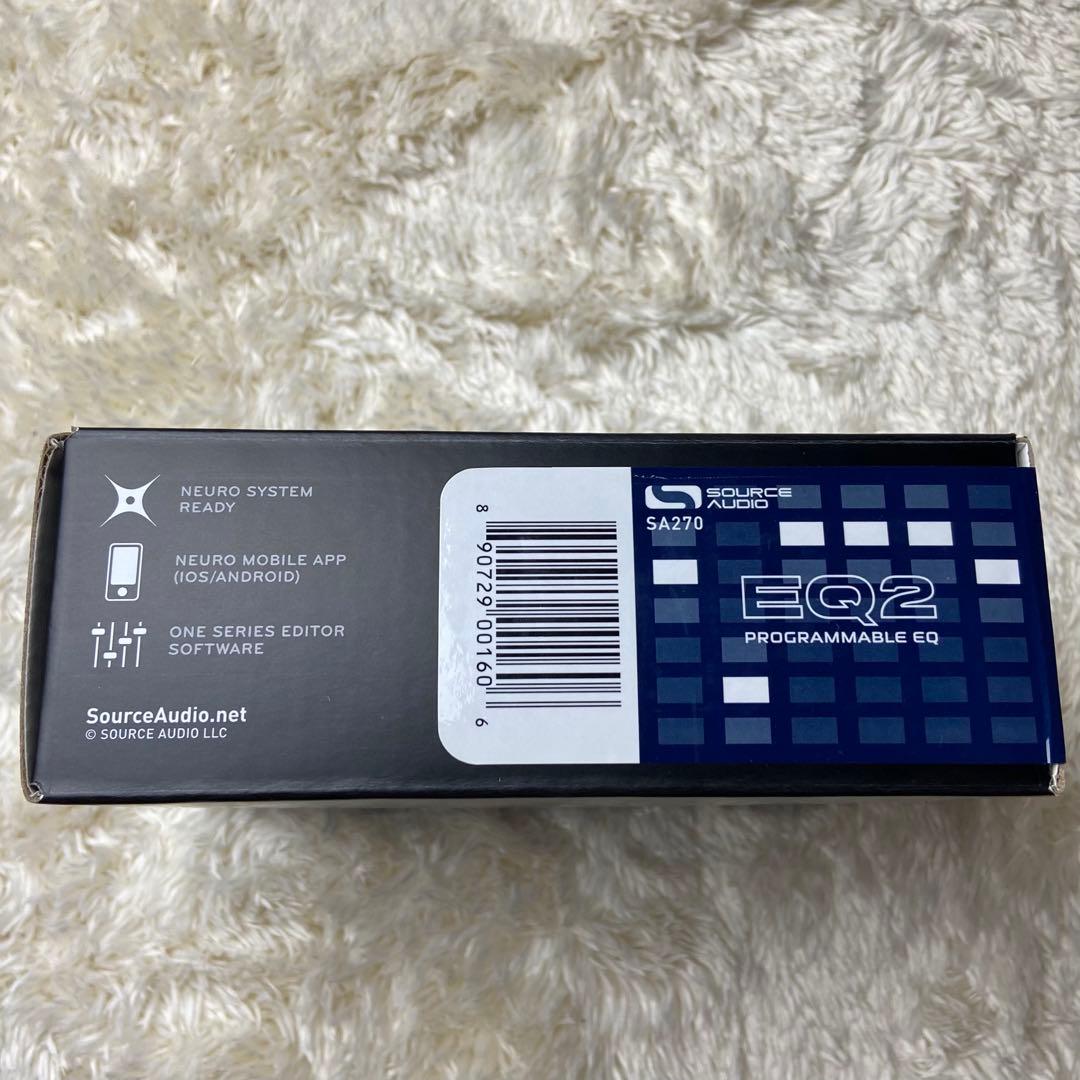 NEURO SYSTEM
READY
NEURO MOBILE APP
(IOS/ANDROID)
ONE SERIES EDITOR
SOFTWARE
SourceAudio.net
© SOURCE AUDIO LLC
8 90729 00160 6
SOURCE
AUDIO
SA270
EQ2
PROGRAMMABLE EQ